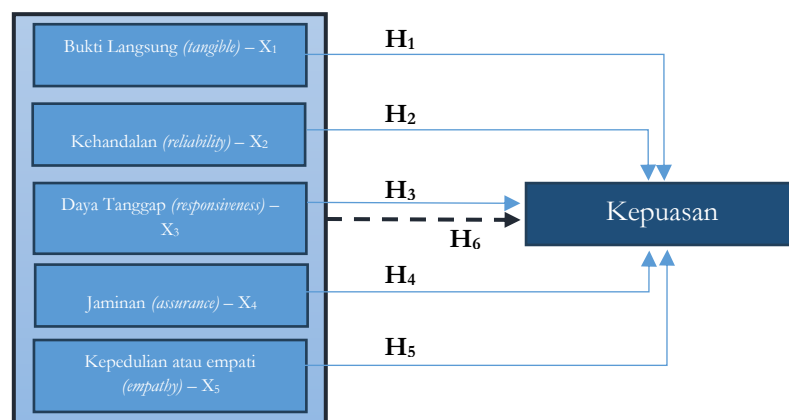 Bukti Langsung (tangible) – X₁
H₁
Kehandalan (reliability) – X₂
H₂
Daya Tanggap (responsiveness) –
X₃
H₃
H₆
Kepuasan
Jaminan (assurance) – X₄
H₄
Kepedulian atau empati
(empathy) – X₅
H₅